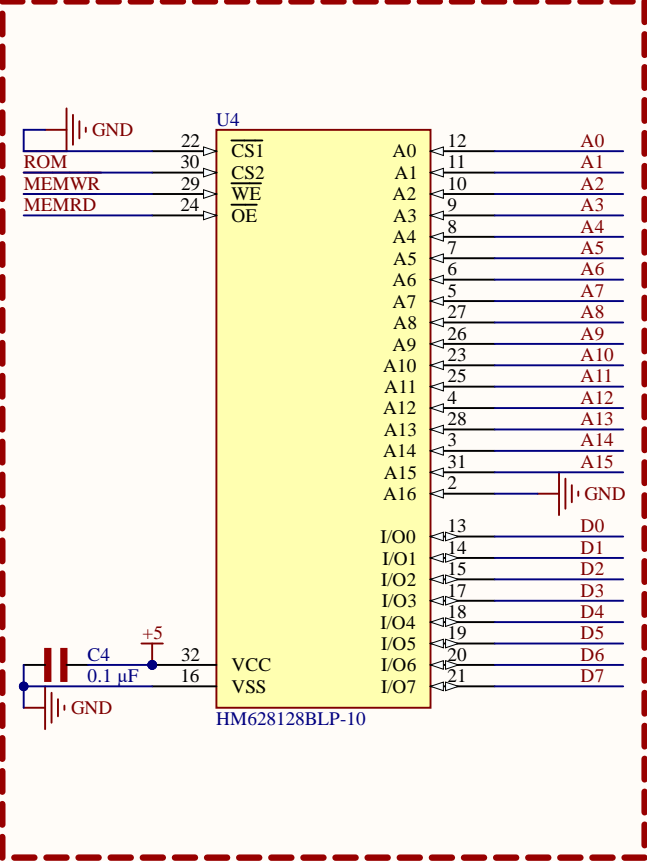 U4
GND
22 CS1 A0 12 A0
ROM 30 CS2 A1 11 A1
MEMWR 29 WE A2 10 A2
MEMRD 24 OE A3 9 A3
A4 8 A4
A5 7 A5
A6 6 A6
A7 5 A7
A8 27 A8
A9 26 A9
A10 23 A10
A11 25 A11
A12 4 A12
A13 28 A13
A14 3 A14
A15 31 A15
A16 2 GND
I/O0 13 D0
I/O1 14 D1
I/O2 15 D2
I/O3 17 D3
I/O4 18 D4
I/O5 19 D5
+5
C4 32 VCC I/O6 20 D6
0.1 µF 16 VSS I/O7 21 D7
GND
HM628128BLP-10